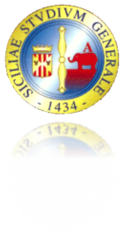 SICILIAE STVDIVM GENERALE
- 1434 -